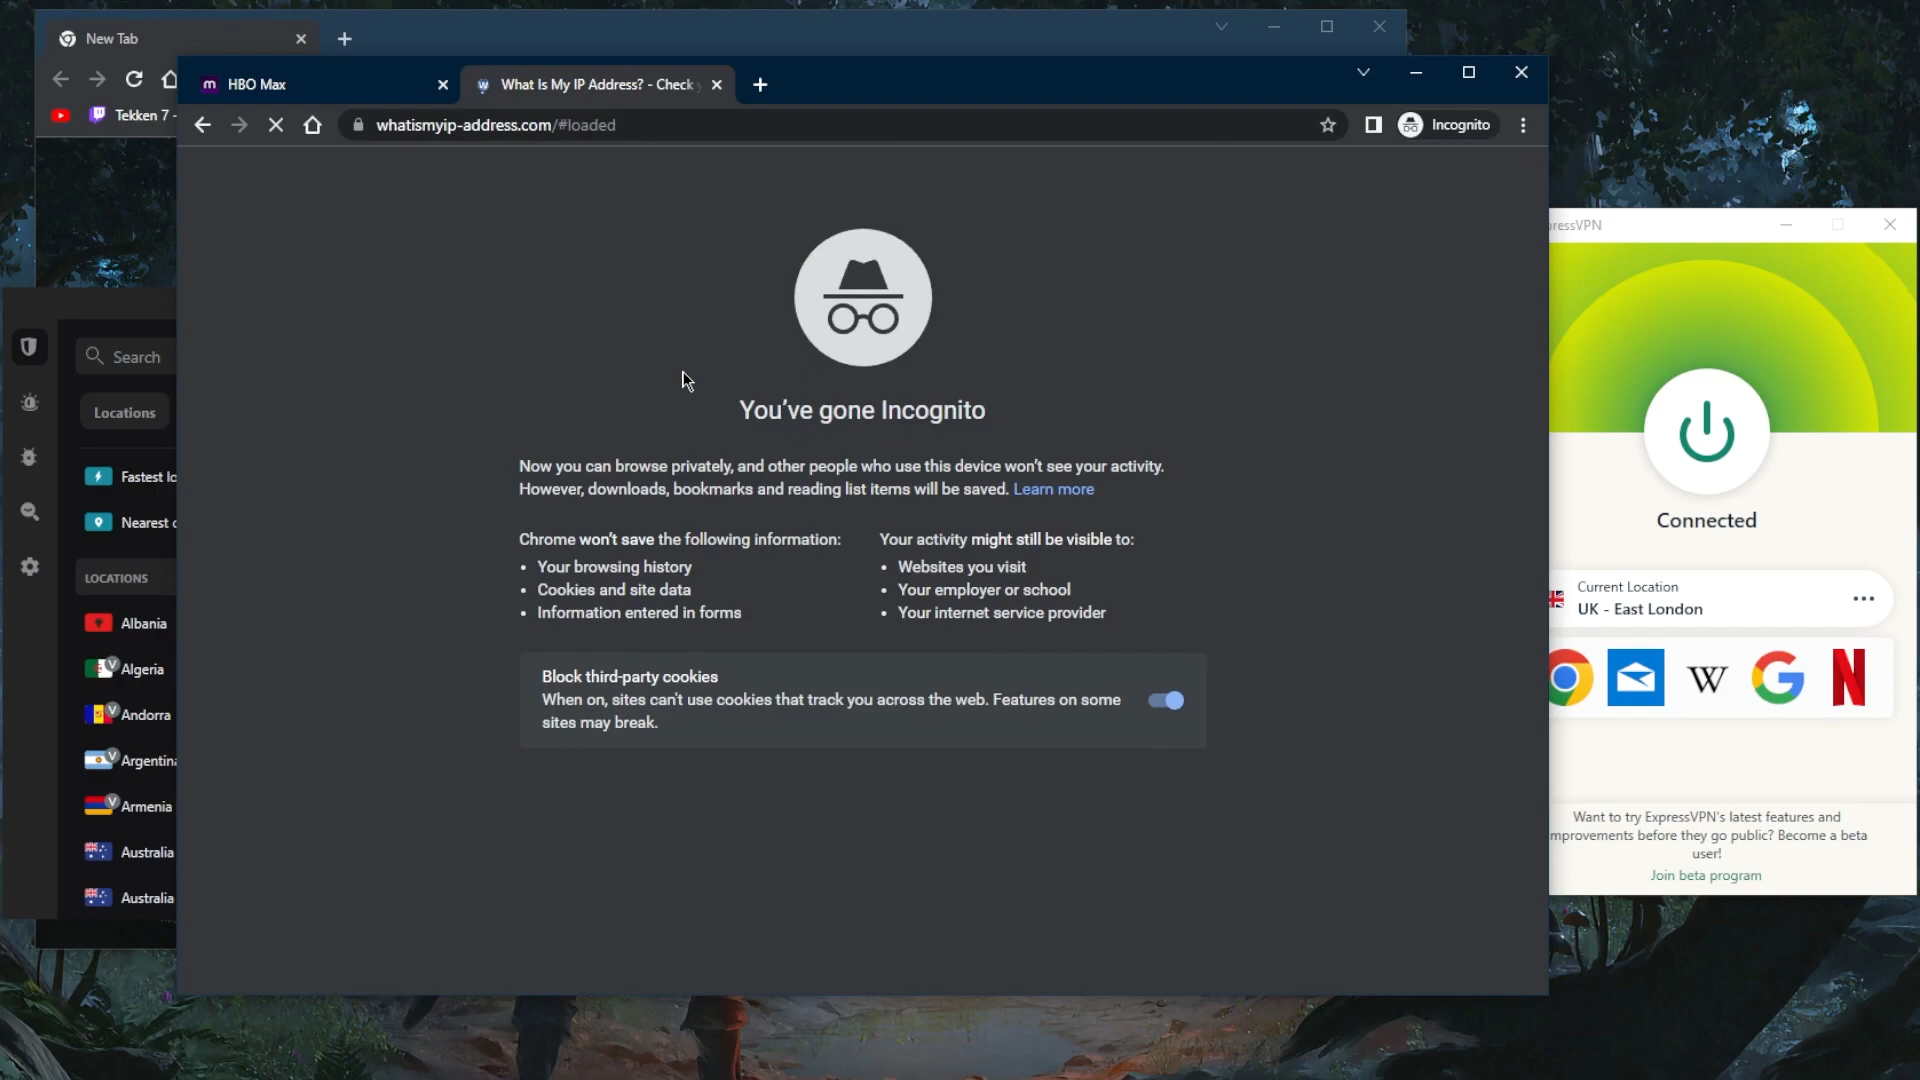 New Tab
Tekken 7 -
HBO Max
What Is My IP Address? - Check
whatismyip-address.com/#loaded
Incognito
You've gone Incognito
Now you can browse privately, and other people who use this device won't see your activity.
However, downloads, bookmarks and reading list items will be saved. Learn more
Chrome won't save the following information:
Your browsing history
Cookies and site data
Information entered in forms
Your activity might still be visible to:
Websites you visit
Your employer or school
Your internet service provider
Block third-party cookies
When on, sites can't use cookies that track you across the web. Features on some
sites may break.
Search
Locations
Fastest lo
Nearest c
LOCATIONS
Albania
V Algeria
V Andorra
V Argentina
V Armenia
Australia
Australia
pressVPN
Connected
Current Location
UK - East London
W
G
N
Want to try ExpressVPN's latest features and
mprovements before they go public? Become a beta
user!
Join beta program